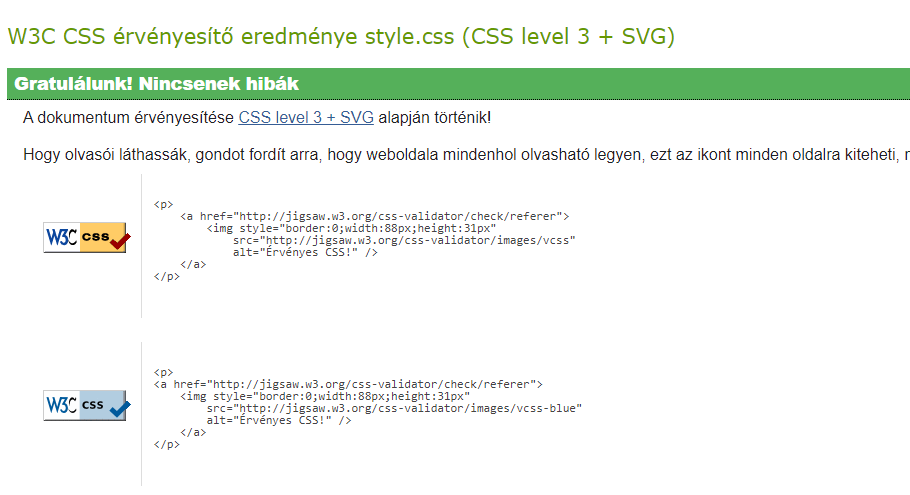 W3C CSS érvényesítő eredménye style.css (CSS level 3 + SVG)
Gratulálunk! Nincsenek hibák
A dokumentum érvényesítése CSS level 3 + SVG alapján történik!
Hogy olvasói láthassák, gondot fordít arra, hogy weboldala mindenhol olvasható legyen, ezt az ikont minden oldalra kiteheti,
<p>
<a href="http://jigsaw.w3.org/css-validator/check/referer">
<img style="border:0;width:88px;height:31px"
W3C css
src="http://jigsaw.w3.org/css-validator/images/vcss"
alt="Érvényes CSS!" />
</a>
</p>
<p>
<a href="http://jigsaw.w3.org/css-validator/check/referer">
<img style="border:0;width:88px;height:31px"
W3C css
src="http://jigsaw.w3.org/css-validator/images/vcss-blue"
alt="Érvényes CSS!" />
</a>
</p>